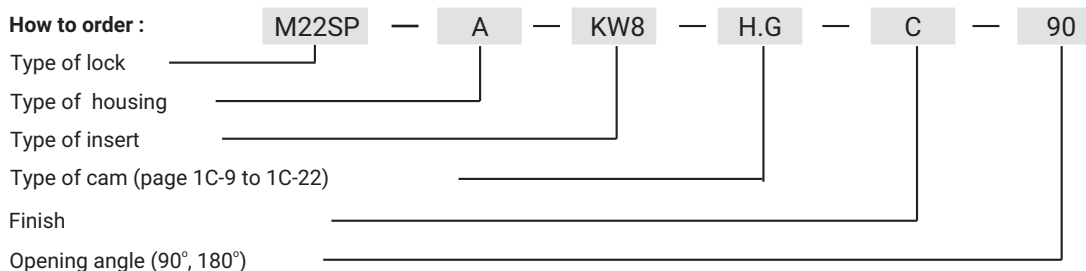 How to order : M22SP — A — KW8 — H.G — C — 90
Type of lock
Type of housing
Type of insert
Type of cam (page 1C-9 to 1C-22)
Finish
Opening angle (90°, 180°)